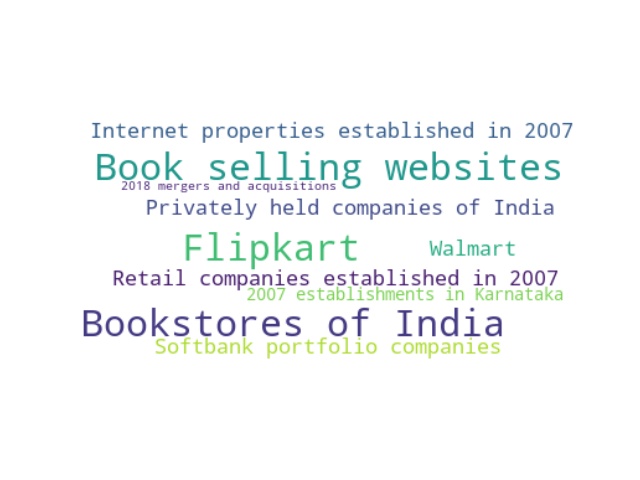 Internet properties established in 2007
Book selling websites
2018 mergers and acquisitions
Privately held companies of India
Flipkart
Walmart
Retail companies established in 2007
2007 establishments in Karnataka
Bookstores of India
Softbank portfolio companies